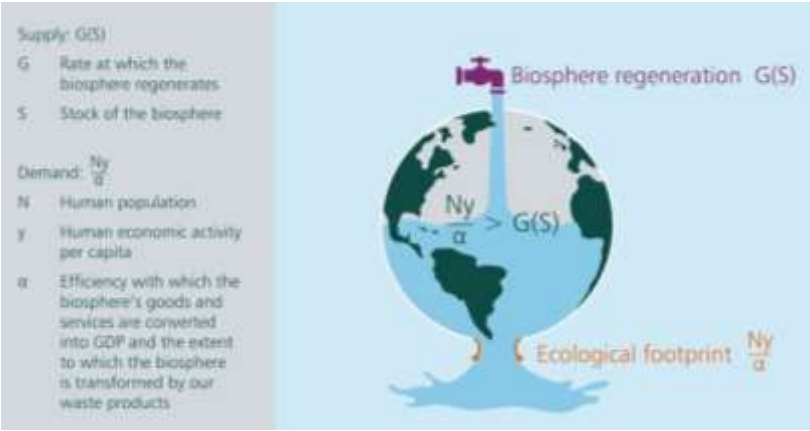 Supply: G(S)
G Rate at which the
biosphere regenerates
S Stock of the biosphere
Demand: Ny/α
N Human population
y Human economic activity
per capita
α Efficiency with which the
biosphere's goods and
services are converted
into GDP and the extent
to which the biosphere
is transformed by our
waste products
Biosphere regeneration G(S)
Ny/α > G(S)
Ecological footprint Ny/α